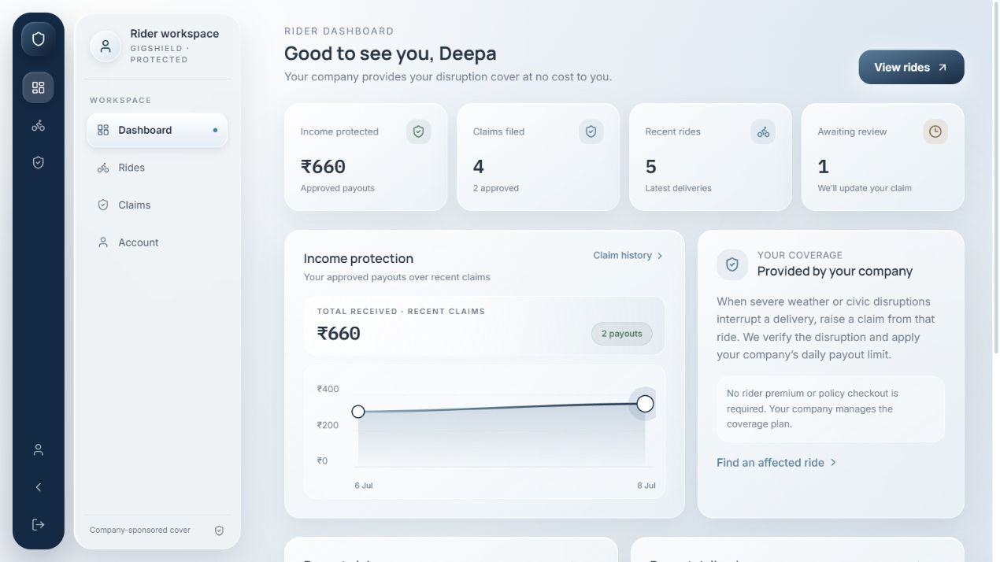 Rider workspace
GIGSHIELD ·
PROTECTED
WORKSPACE
Dashboard
Rides
Claims
Account
Company-sponsored cover
RIDER DASHBOARD
Good to see you, Deepa
Your company provides your disruption cover at no cost to you.
View rides
Income protected
₹660
Approved payouts
Claims filed
4
2 approved
Recent rides
5
Latest deliveries
Awaiting review
1
We'll update your claim
Income protection
Claim history
Your approved payouts over recent claims
TOTAL RECEIVED · RECENT CLAIMS
₹660
2 payouts
₹400
₹200
₹0
6 Jul
8 Jul
YOUR COVERAGE
Provided by your company
When severe weather or civic disruptions
interrupt a delivery, raise a claim from that
ride. We verify the disruption and apply
your company’s daily payout limit.
No rider premium or policy checkout is
required. Your company manages the
coverage plan.
Find an affected ride